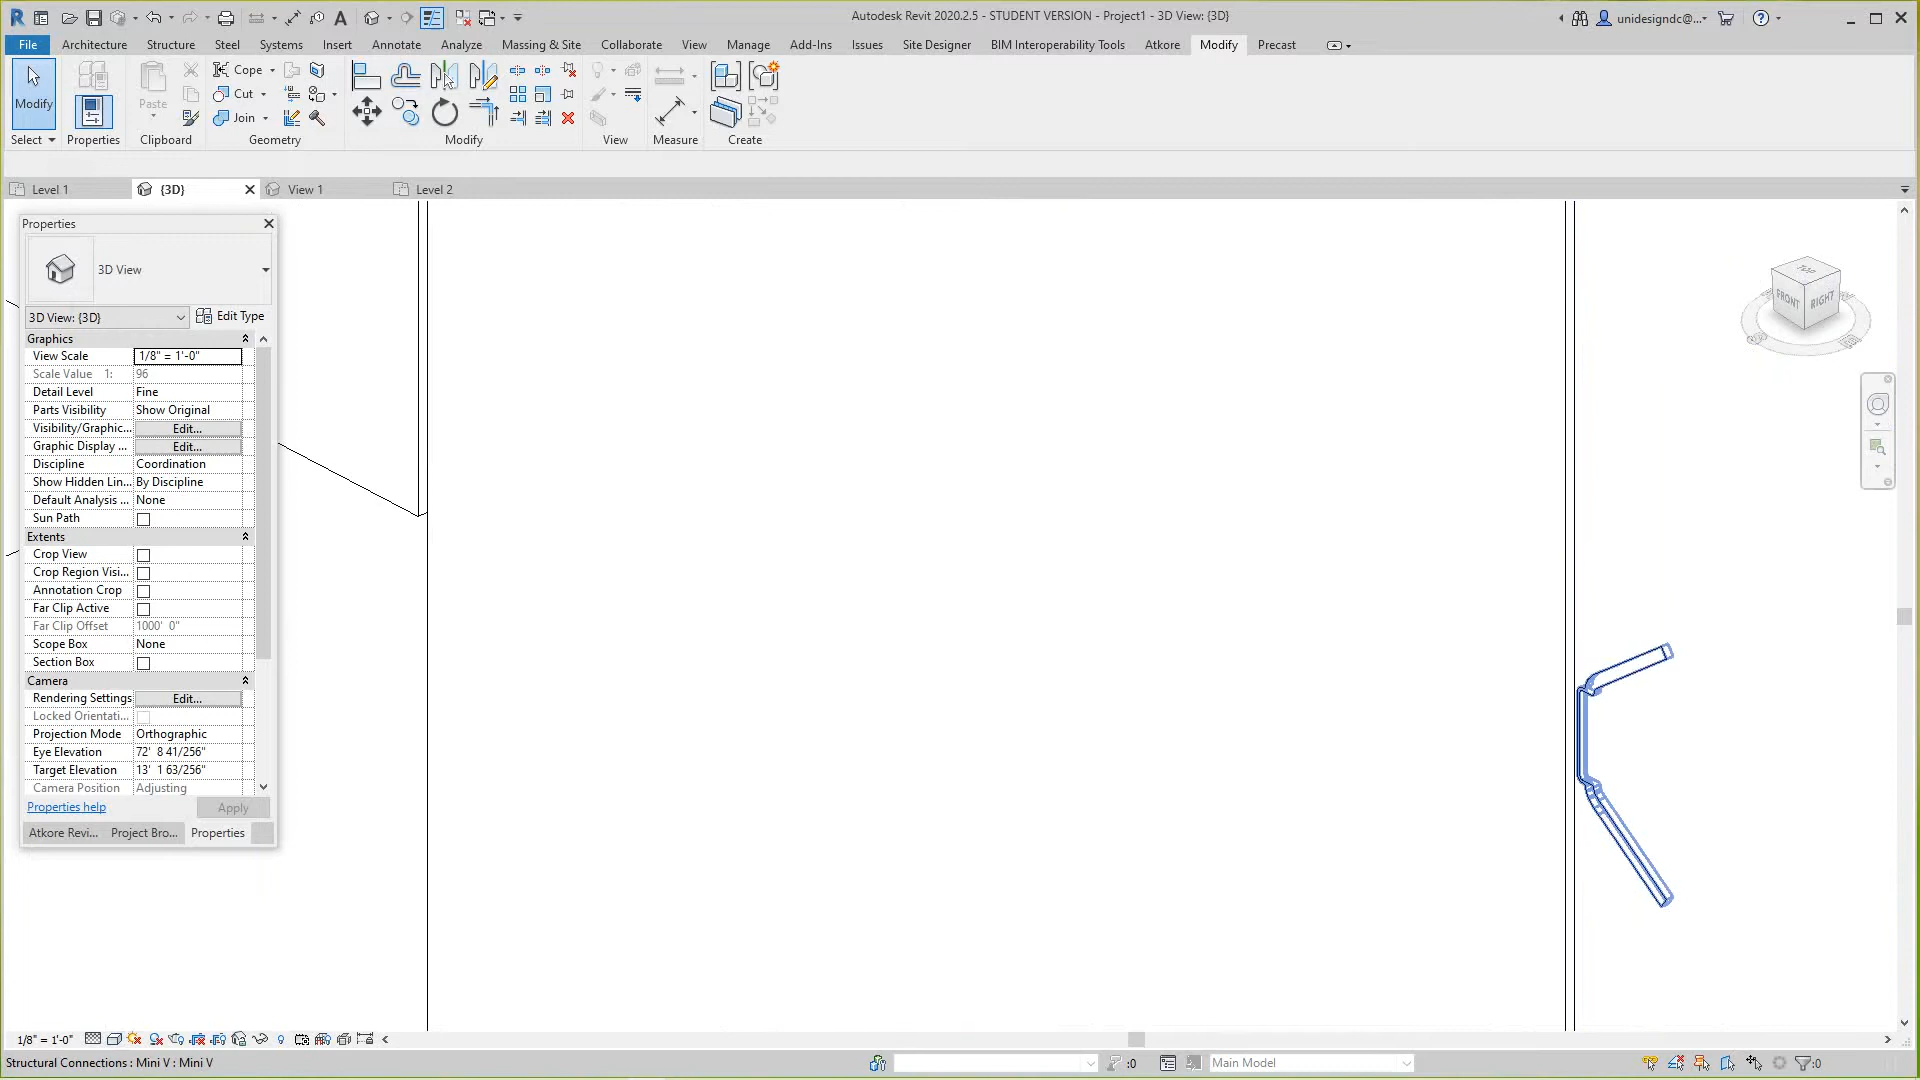 Autodesk Revit 2020.2.5 - STUDENT VERSION - Project1 - 3D View: {3D}
unidesigndc@...
File Architecture Structure Steel Systems Insert Annotate Analyze Massing & Site Collaborate View Manage Add-Ins Issues Site Designer BIM Interoperability Tools Atkore Modify Precast
Modify
Paste
Cope
Cut
Join
Select Properties Clipboard Geometry Modify View Measure Create
Level 1 {3D} View 1 Level 2
Properties
3D View
3D View: {3D} Edit Type
Graphics
View Scale 1/8" = 1'-0"
Scale Value 1: 96
Detail Level Fine
Parts Visibility Show Original
Visibility/Graphic... Edit...
Graphic Display ... Edit...
Discipline Coordination
Show Hidden Lin... By Discipline
Default Analysis ... None
Sun Path
Extents
Crop View
Crop Region Visi...
Annotation Crop
Far Clip Active
Far Clip Offset 1000' 0"
Scope Box None
Section Box
Camera
Rendering Settings Edit...
Locked Orientati...
Projection Mode Orthographic
Eye Elevation 72' 8 41/256"
Target Elevation 13' 1 63/256"
Camera Position Adjusting
Properties help Apply
Atkore Revi... Project Bro... Properties
TOP
FRONT RIGHT
1/8" = 1'-0"
Structural Connections : Mini V : Mini V
:0
Main Model
:0